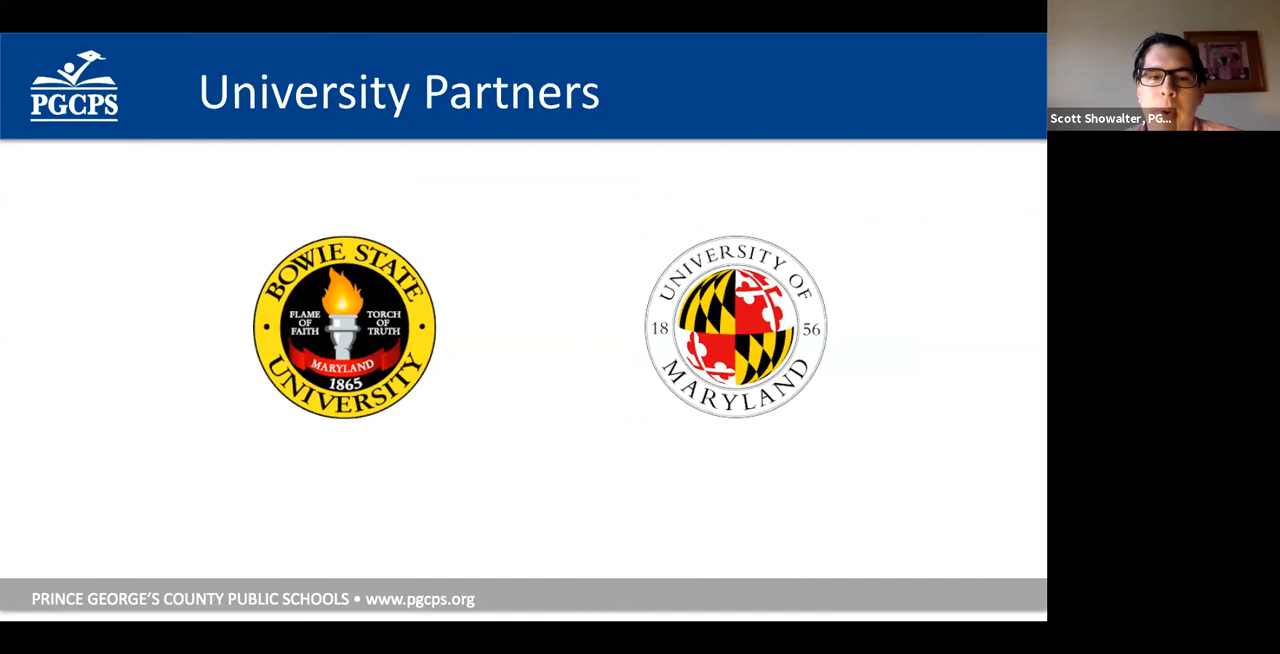 PGCPS
University Partners
Scott Showalter, PG...
BOWIE STATE
FLAME
OF
FAITH
TORCH
OF
TRUTH
MARYLAND
1865
UNIVERSITY
UNIVERSITY OF
18 56
MARYLAND
PRINCE GEORGE'S COUNTY PUBLIC SCHOOLS • www.pgcps.org